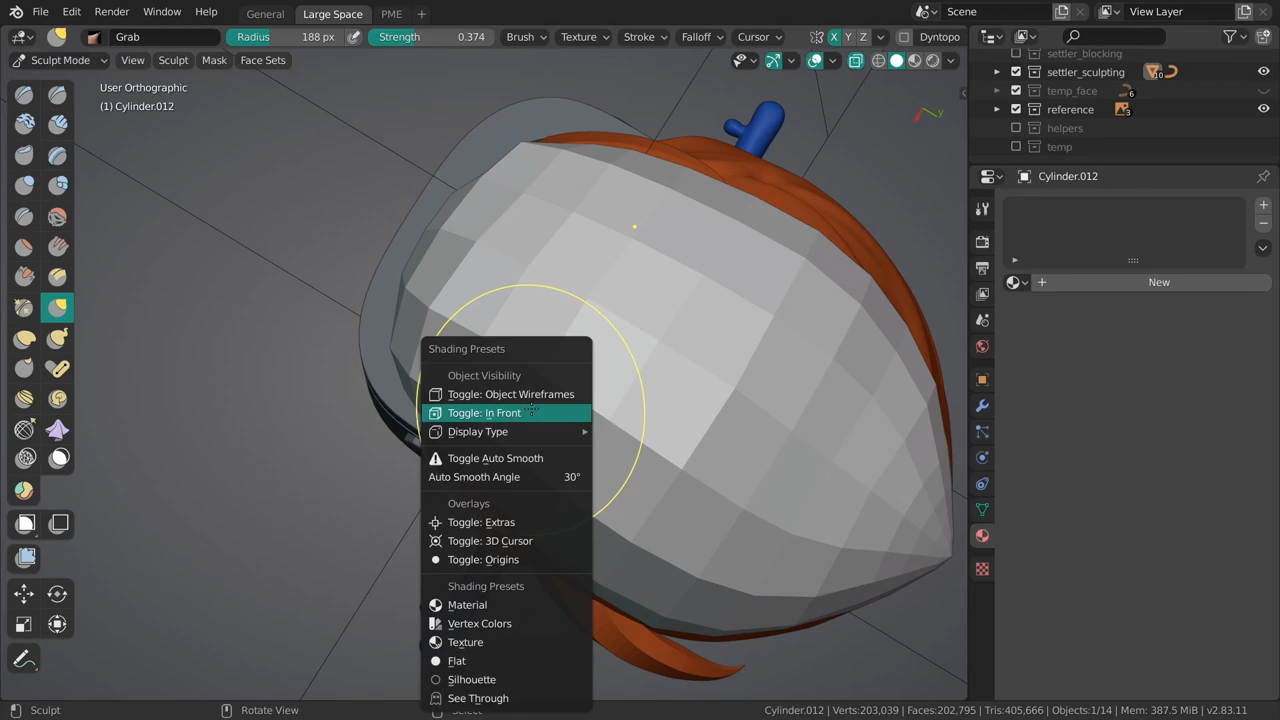 File Edit Render Window Help General Large Space PME + Scene View Layer
Grab Radius 188 px Strength 0.374 Brush Texture Stroke Falloff Cursor X Y Z Dyntopo
Sculpt Mode View Sculpt Mask Face Sets
User Orthographic
(1) Cylinder.012
y
settler_blocking
settler_sculpting 10
temp_face 6
reference 3
helpers
temp
Cylinder.012
+ New
Shading Presets
Object Visibility
Toggle: Object Wireframes
Toggle: In Front
Display Type
Toggle Auto Smooth
Auto Smooth Angle 30°
Overlays
Toggle: Extras
Toggle: 3D Cursor
Toggle: Origins
Shading Presets
Material
Vertex Colors
Texture
Flat
Silhouette
See Through
Sculpt Rotate View Select Cylinder.012 | Verts:203,039 | Faces:202,795 | Tris:405,666 | Objects:1/14 | Mem: 387.5 MiB | v2.83.11